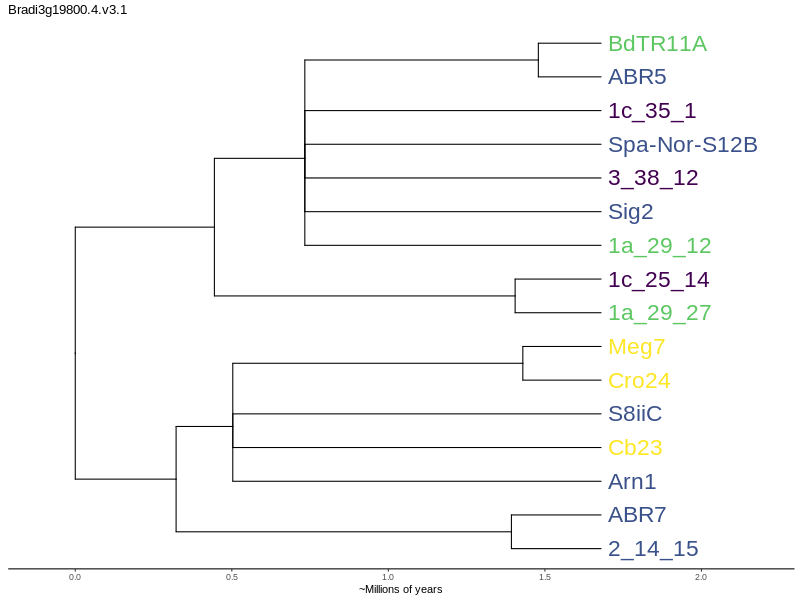 Bradi3g19800.4.v3.1
BdTR11A
ABR5
1c_35_1
Spa-Nor-S12B
3_38_12
Sig2
1a_29_12
1c_25_14
1a_29_27
Meg7
Cro24
S8iiC
Cb23
Arn1
ABR7
2_14_15
0.0 0.5 1.0 1.5 2.0
~Millions of years